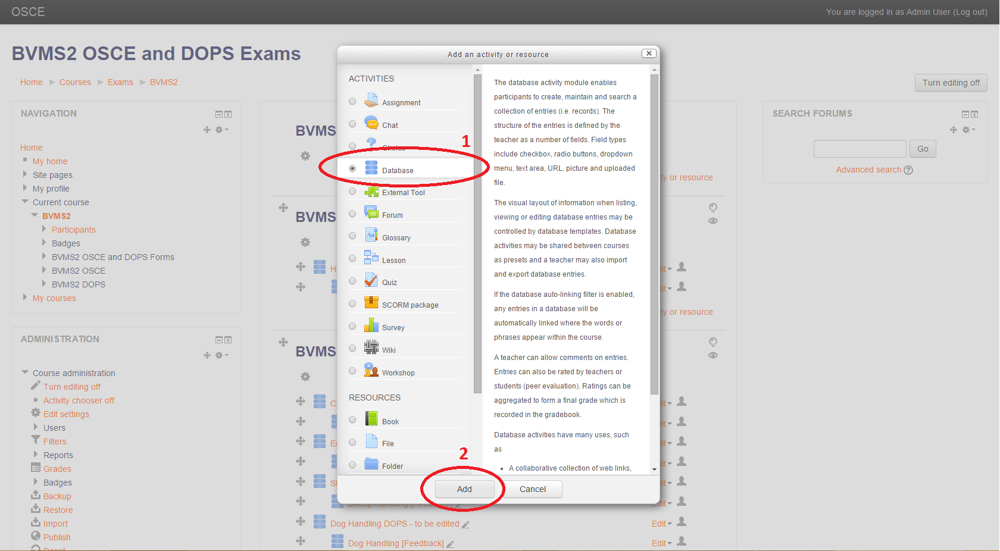 OSCE
You are logged in as Admin User (Log out)
BVMS2 OSCE and DOPS Exams
Home Courses Exams BVMS2
Turn editing off
NAVIGATION
Home
My home
Site pages
My profile
Current course
BVMS2
Participants
Badges
BVMS2 OSCE and DOPS Forms
BVMS2 OSCE
BVMS2 DOPS
My courses
ADMINISTRATION
Course administration
Turn editing off
Activity chooser off
Edit settings
Users
Filters
Reports
Grades
Badges
Backup
Restore
Import
Publish
Reset
BVMS
ty or resource
BVMS
H
it
it
ty or resource
BVMS
C
it
it
E
it
it
S
it
Sheep Handling [Feedback]
Edit
Dog Handling DOPS - to be edited
Edit
Dog Handling [Feedback]
Edit
Add an activity or resource
ACTIVITIES
Assignment
Chat
Choice
1
Database
External Tool
Forum
Glossary
Lesson
Quiz
SCORM package
Survey
Wiki
Workshop
RESOURCES
Book
File
Folder
The database activity module enables
participants to create, maintain and search a
collection of entries (i.e. records). The
structure of the entries is defined by the
teacher as a number of fields. Field types
include checkbox, radio buttons, dropdown
menu, text area, URL, picture and uploaded
file.
The visual layout of information when listing,
viewing or editing database entries may be
controlled by database templates. Database
activities may be shared between courses
as presets and a teacher may also import
and export database entries.
If the database auto-linking filter is enabled,
any entries in a database will be
automatically linked where the words or
phrases appear within the course.
A teacher can allow comments on entries.
Entries can also be rated by teachers or
students (peer evaluation). Ratings can be
aggregated to form a final grade which is
recorded in the gradebook.
Database activities have many uses, such
as
• A collaborative collection of web links,
2
Add
Cancel
SEARCH FORUMS
Go
Advanced search